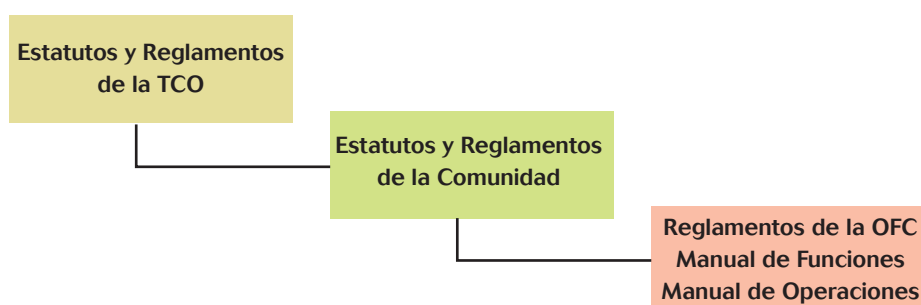 Estatutos y Reglamentos
de la TCO
Estatutos y Reglamentos
de la Comunidad
Reglamentos de la OFC
Manual de Funciones
Manual de Operaciones